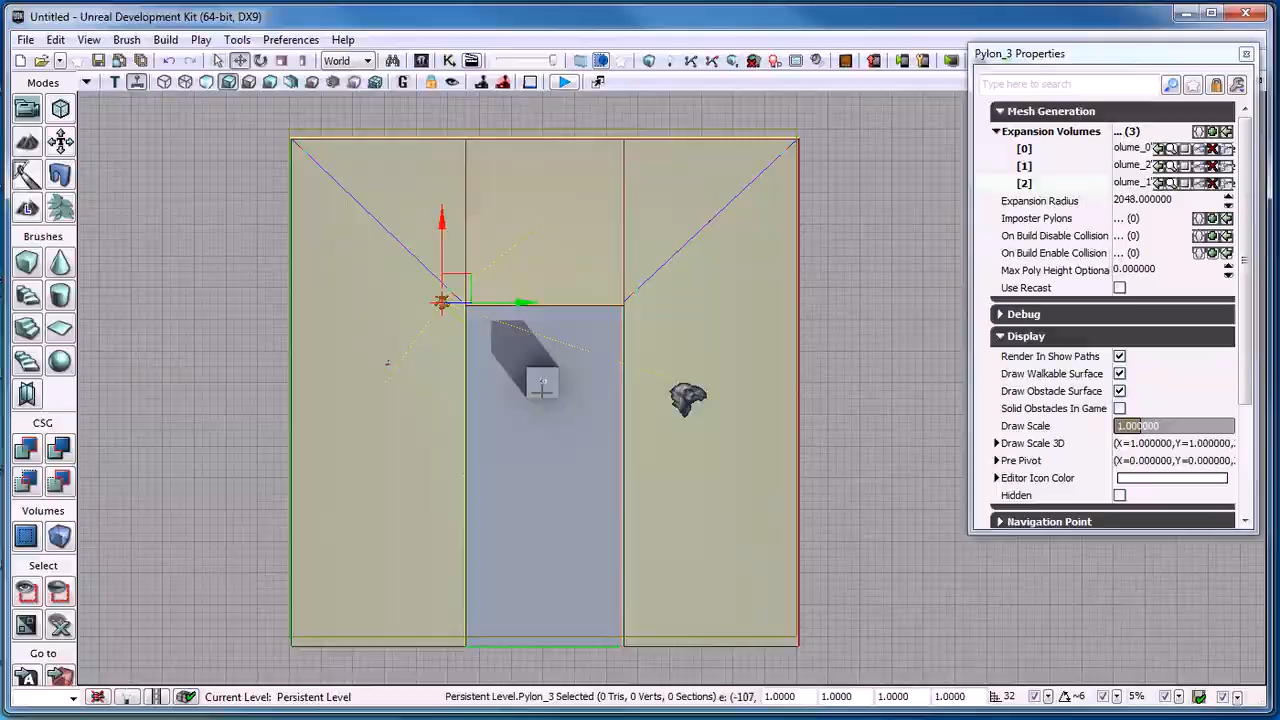 Untitled - Unreal Development Kit (64-bit, DX9)
File Edit View Brush Build Play Tools Preferences Help
World
T G
Modes
Brushes
CSG
Volumes
Select
Go to
Pylon_3 Properties
Type here to search
Mesh Generation
Expansion Volumes ... (3)
[0] olume_0
[1] olume_2
[2] olume_1
Expansion Radius 2048.000000
Imposter Pylons ... (0)
On Build Disable Collision ... (0)
On Build Enable Collision ... (0)
Max Poly Height Optiona 0.000000
Use Recast
Debug
Display
Render In Show Paths
Draw Walkable Surface
Draw Obstacle Surface
Solid Obstacles In Game
Draw Scale 1.000000
Draw Scale 3D (X=1.000000,Y=1.000000,
Pre Pivot (X=0.000000,Y=0.000000,
Editor Icon Color
Hidden
Navigation Point
Current Level: Persistent Level Persistent Level.Pylon_3 Selected (0 Tris, 0 Verts, 0 Sections) e: (-107, 1.0000 1.0000 1.0000 1.0000 32 ~6 5%